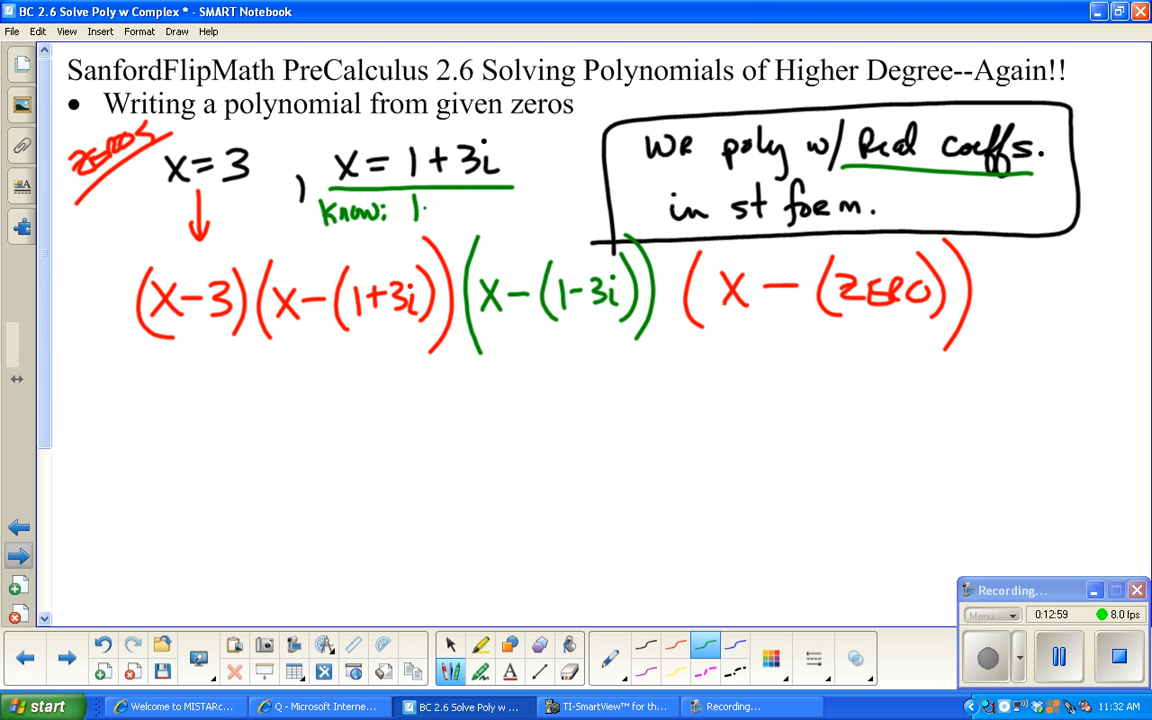 BC 2.6 Solve Poly w Complex * - SMART Notebook
File Edit View Insert Format Draw Help
SanfordFlipMath PreCalculus 2.6 Solving Polynomials of Higher Degree--Again!!
• Writing a polynomial from given zeros
ZEROS
x=3 , x=1+3i
Know: 1
WR poly w/ Real coeffs.
in st form.
(x-3)(x-(1+3i))(x-(1-3i)) (x-(ZERO))
Recording...
Menu 0:12:59 8.0 fps
start Welcome to MISTARc... Q - Microsoft Interne... BC 2.6 Solve Poly w ... TI-SmartView™ for th... Recording... 11:32 AM